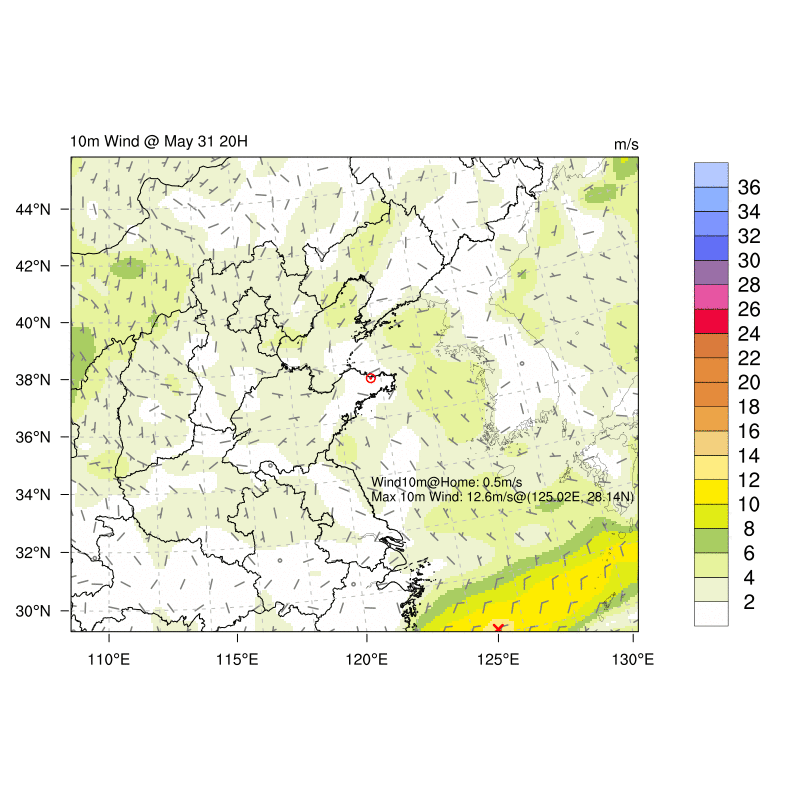 10m Wind @ May 31 20H
m/s
44°N
42°N
40°N
38°N
36°N
34°N
32°N
30°N
110°E
115°E
120°E
125°E
130°E
Wind10m@Home: 0.5m/s
Max 10m Wind: 12.6m/s@(125.02E, 28.14N)
36
34
32
30
28
26
24
22
20
18
16
14
12
10
8
6
4
2